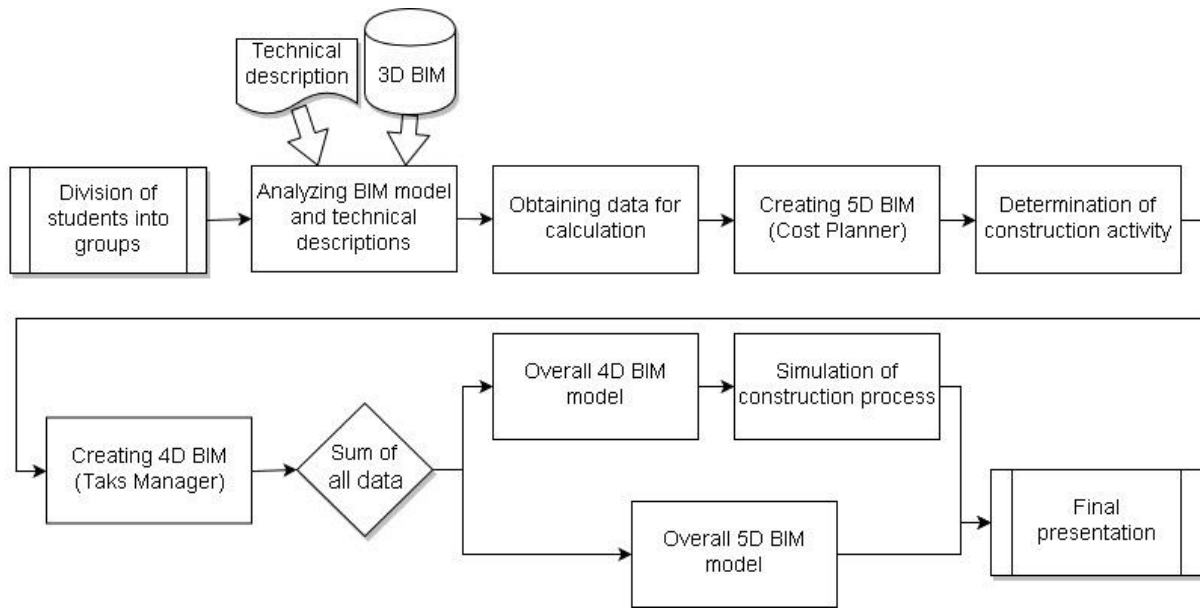 Technical
description
3D BIM
Division of
students into
groups
Analyzing BIM model
and technical
descriptions
Obtaining data for
calculation
Creating 5D BIM
(Cost Planner)
Determination of
construction activity
Creating 4D BIM
(Taks Manager)
Sum of
all data
Overall 4D BIM
model
Simulation of
construction process
Overall 5D BIM
model
Final
presentation